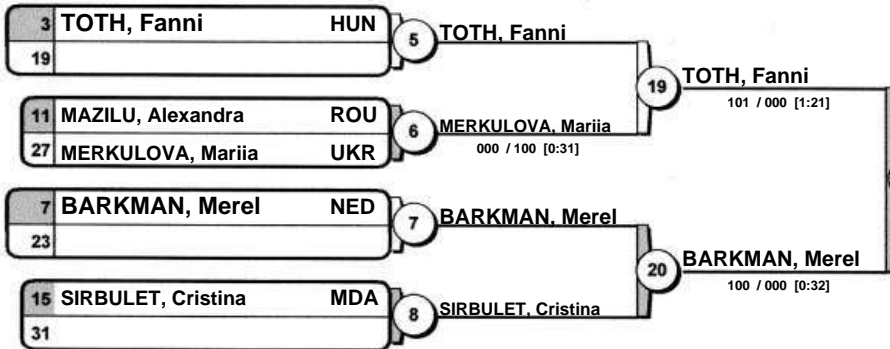 3 TOTH, Fanni HUN
19
5
TOTH, Fanni
11 MAZILU, Alexandra ROU
27 MERKULOVA, Mariia UKR
6
MERKULOVA, Mariia
000 / 100 [0:31]
19
TOTH, Fanni
101 / 000 [1:21]
7 BARKMAN, Merel NED
23
7
BARKMAN, Merel
15 SIRBULET, Cristina MDA
31
8
SIRBULET, Cristina
20
BARKMAN, Merel
100 / 000 [0:32]